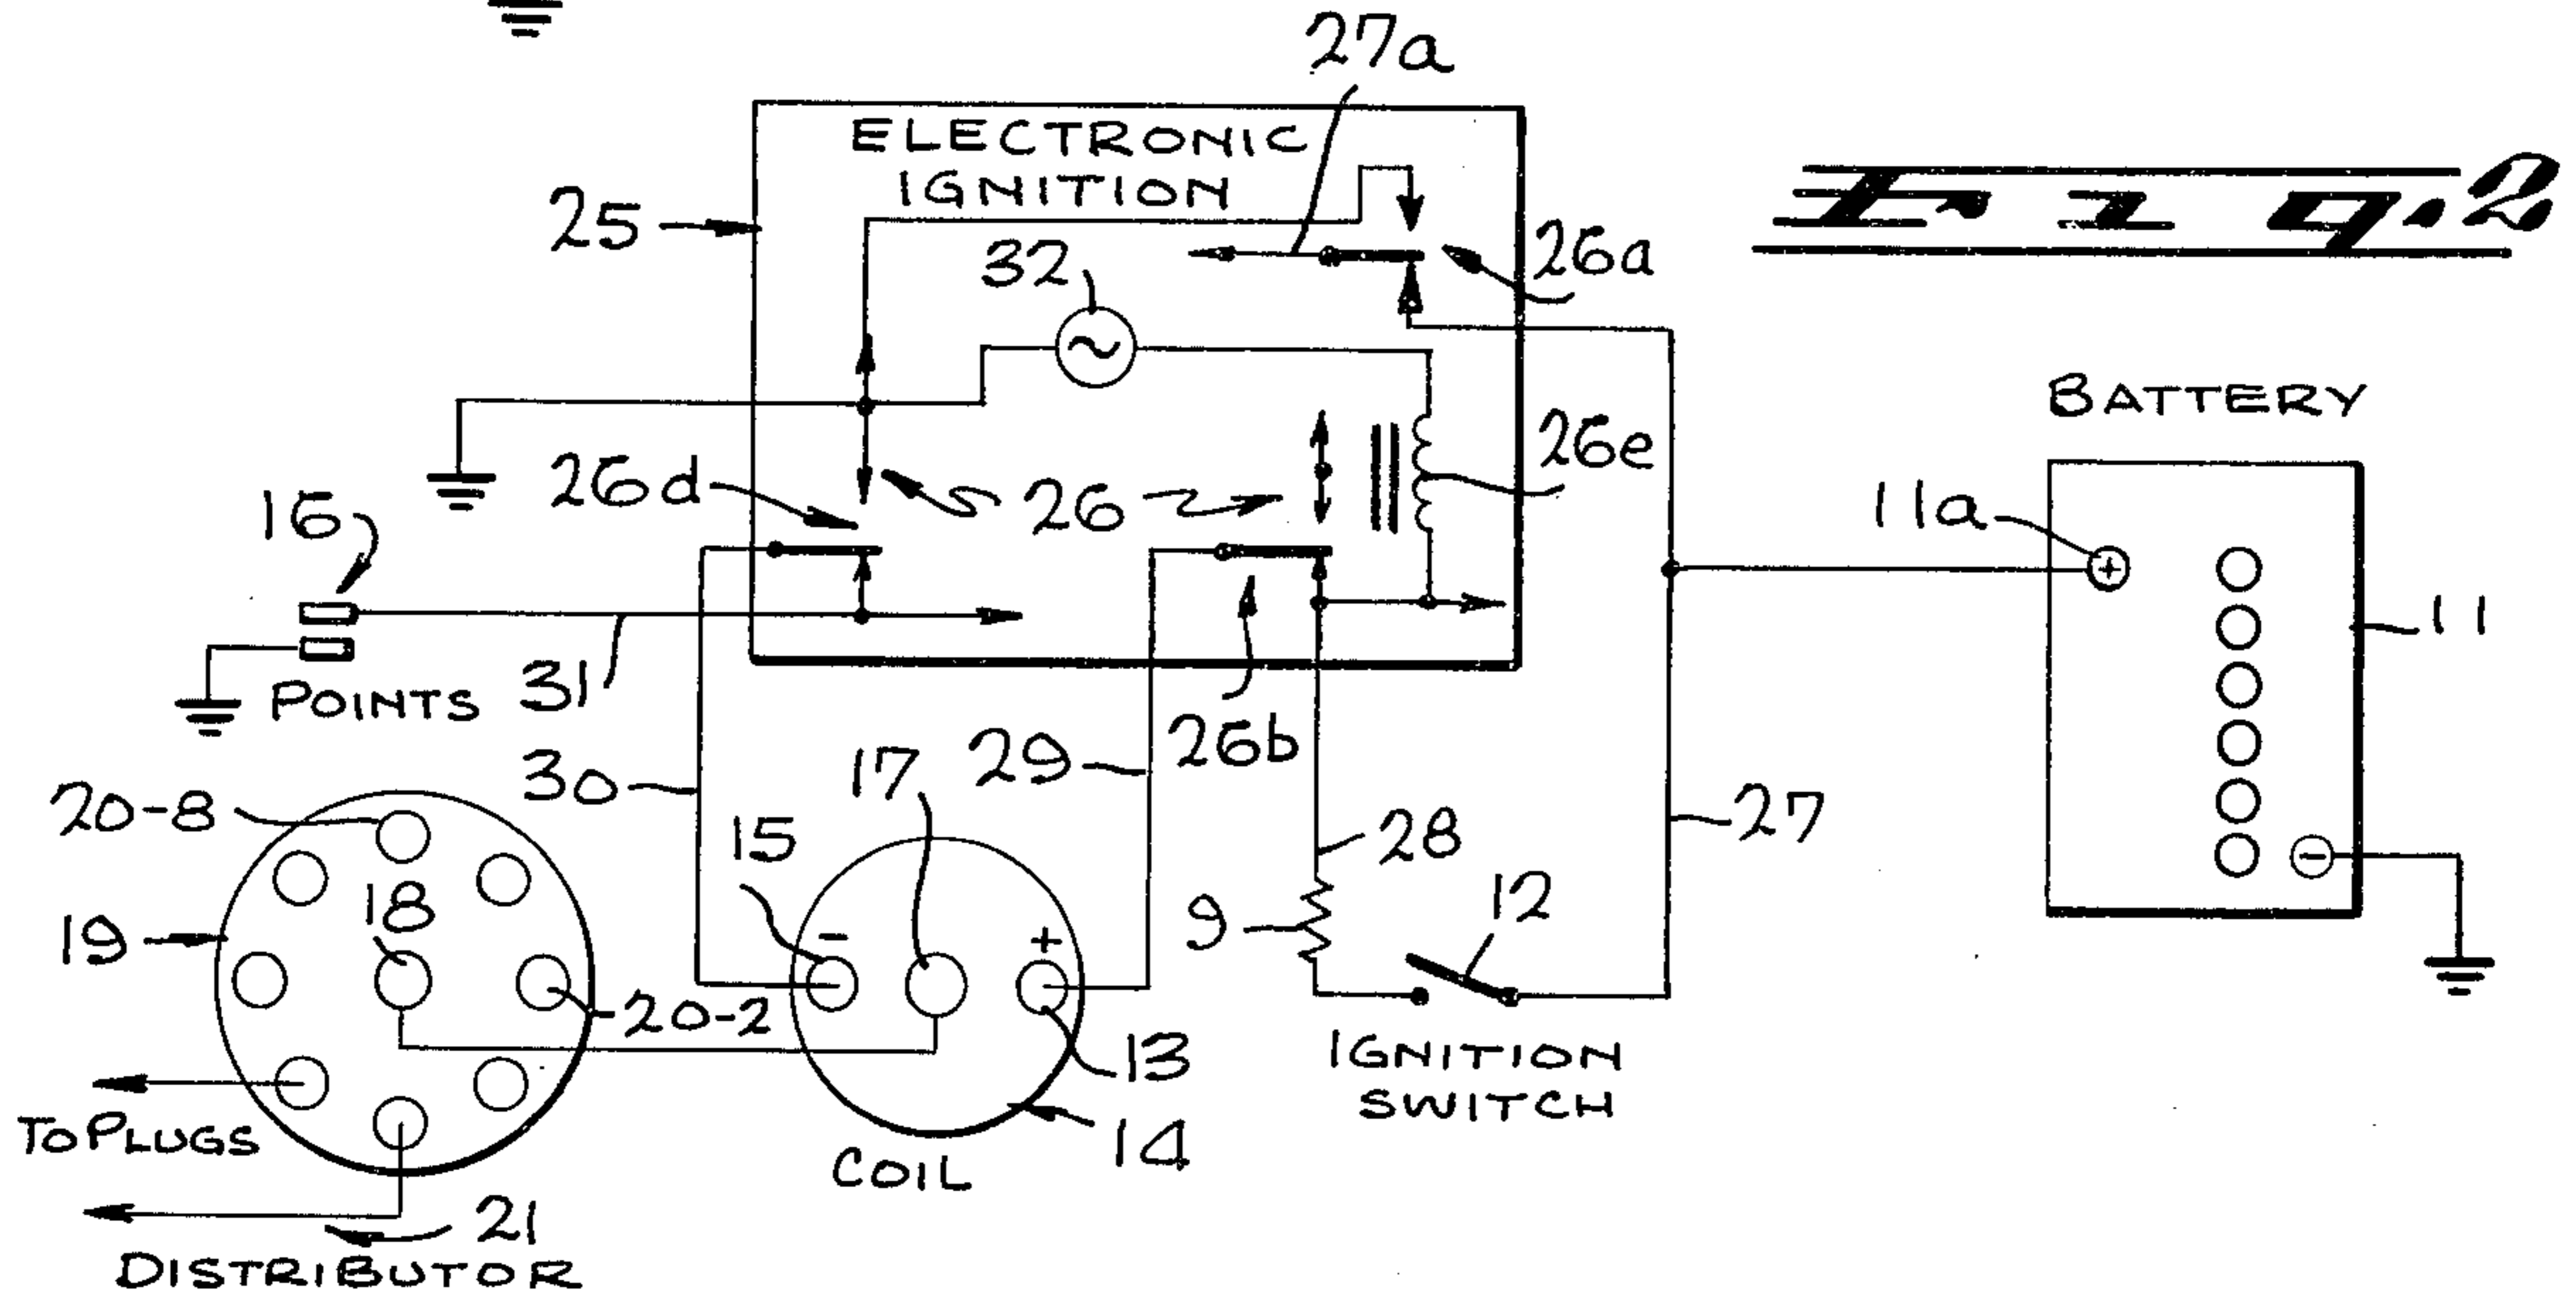 27a
ELECTRONIC
IGNITION
Fig. 2
25
32
26a
BATTERY
26d
26
26e
16
11a
11
31
POINTS
26b
30
17
29
20-8
15
28
27
19
18
9
12
20-2
- +
13
IGNITION
SWITCH
14
TO PLUGS
COIL
21
DISTRIBUTOR
+
-